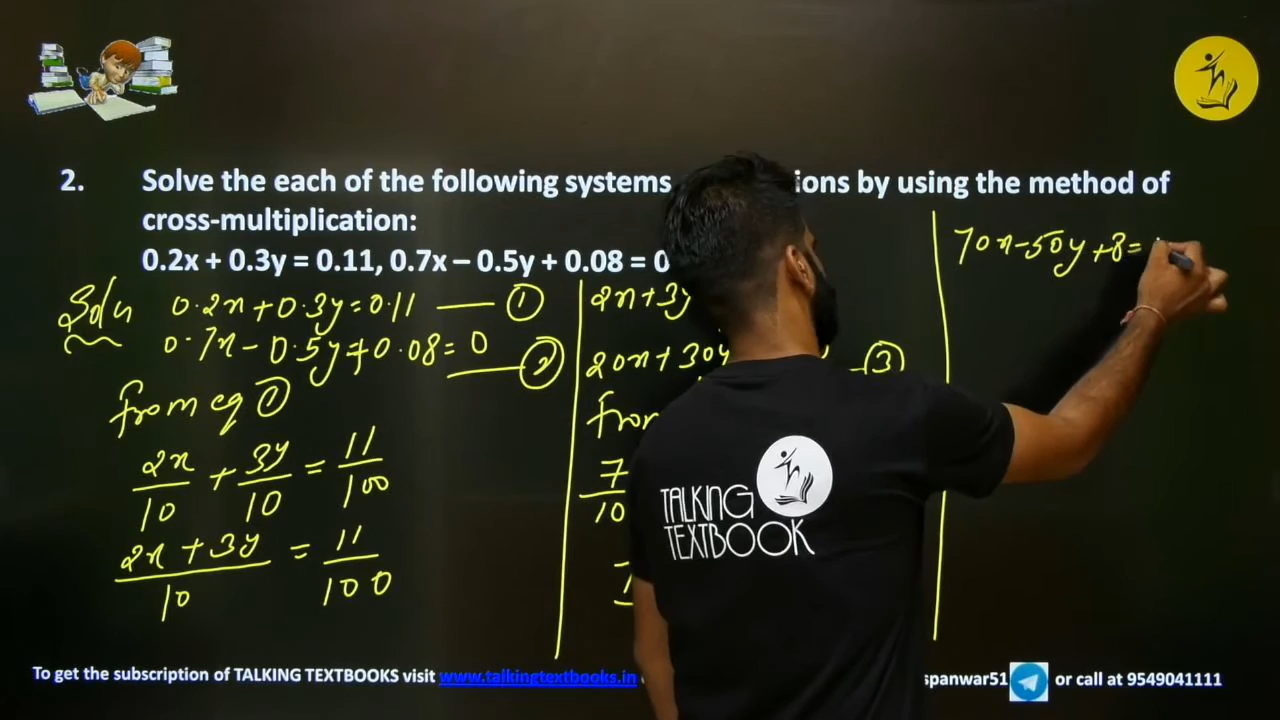 2. Solve the each of the following systems ions by using the method of
cross-multiplication:
0.2x + 0.3y = 0.11, 0.7x – 0.5y + 0.08 = 0
Soln 0.2x + 0.3y = 0.11 — ①
0.7x - 0.5y + 0.08 = 0 — ②
From eq ①
2x/10 + 3y/10 = 11/100
2x + 3y/10 = 11/100
2x + 3y
20x + 30y — ③
7
10
70x - 50y + 8 =
TALKING
TEXTBOOK
To get the subscription of TALKING TEXTBOOKS visit www.talkingtextbooks.in spanwar51 or call at 9549041111